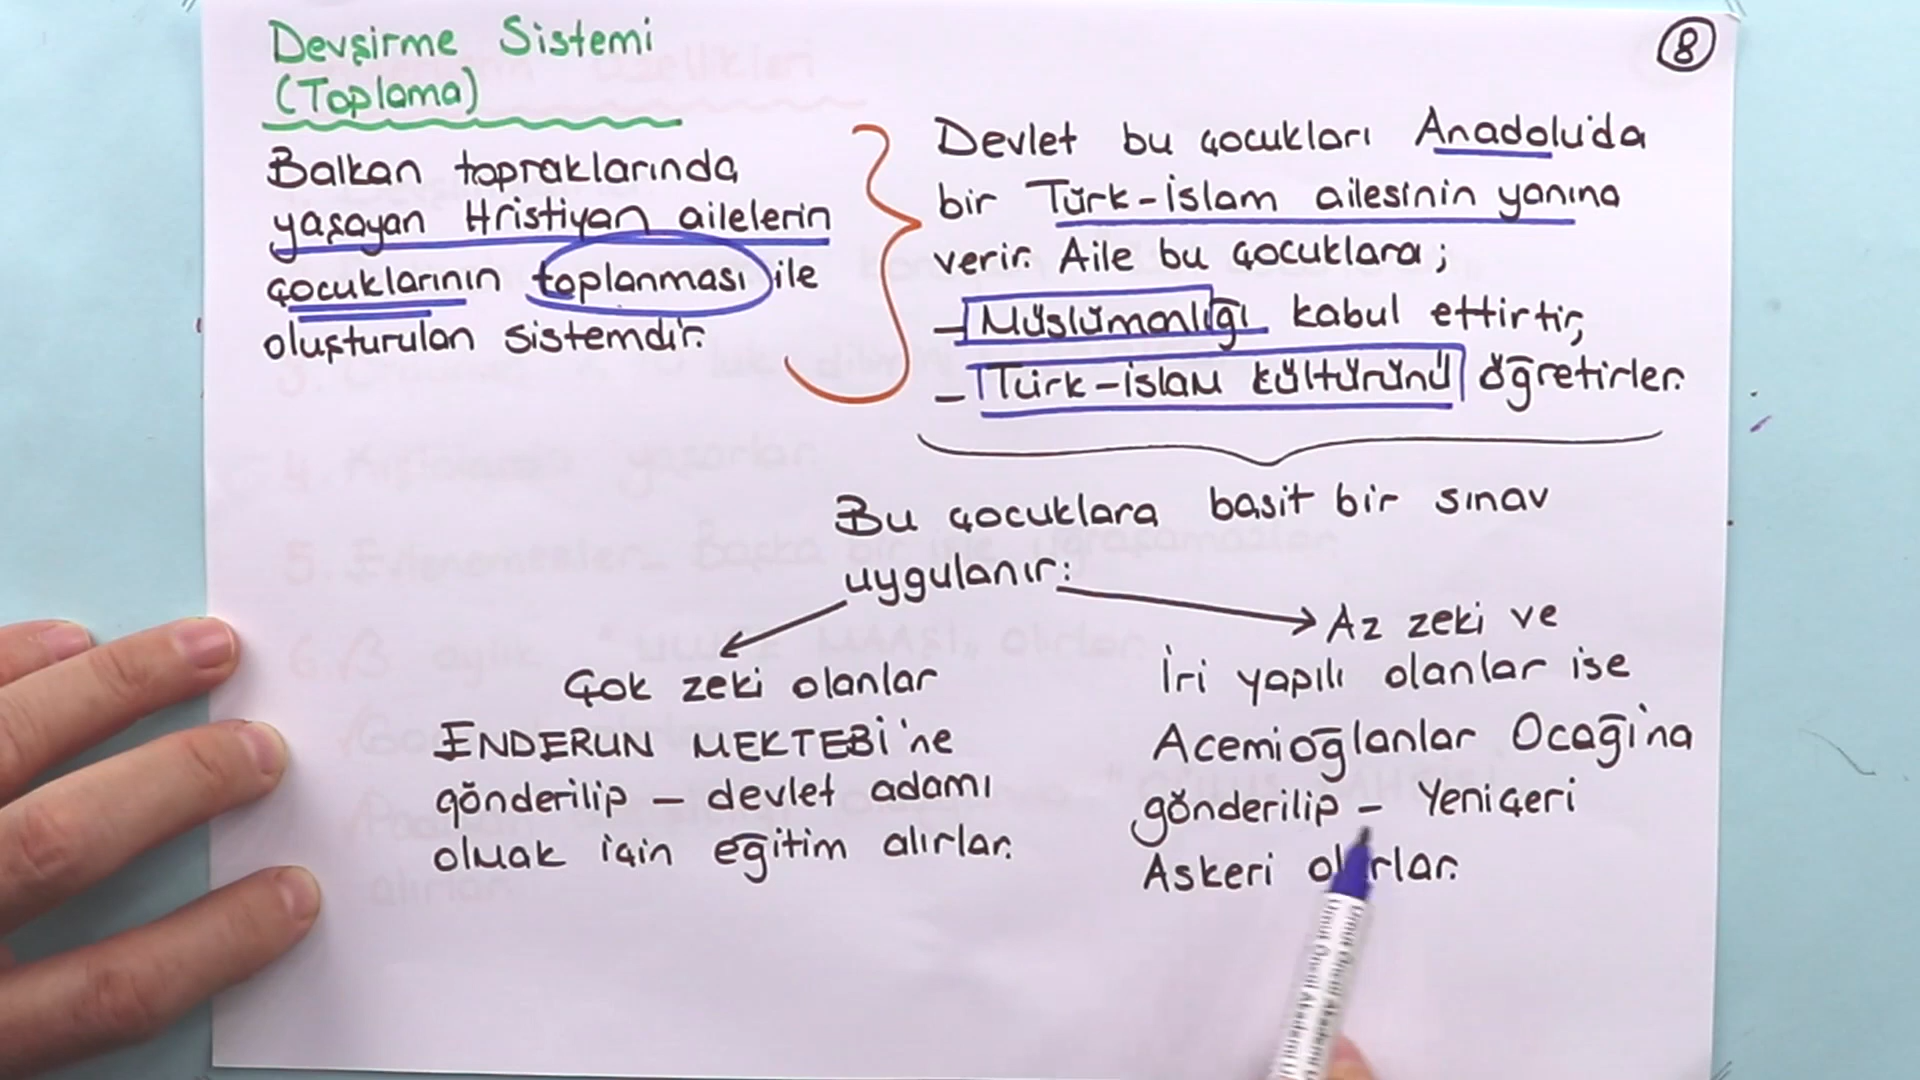 Devşirme Sistemi
(Toplama)
8
Balkan topraklarında
yaşayan Hristiyan ailelerin
çocuklarının toplanması ile
oluşturulan sistemdir.
Devlet bu çocukları Anadolu'da
bir Türk-İslam ailesinin yanına
verir. Aile bu çocuklara;
- Müslümanlığı kabul ettirtir,
- Türk-İslam kültürünü öğretirler.
Bu çocuklara basit bir sınav
uygulanır:
Çok zeki olanlar
ENDERUN MEKTEBİ'ne
gönderilip - devlet adamı
olmak için eğitim alırlar.
Az zeki ve
İri yapılı olanlar ise
Acemioğlanlar Ocağı'na
gönderilip - Yeniçeri
Askeri olurlar.